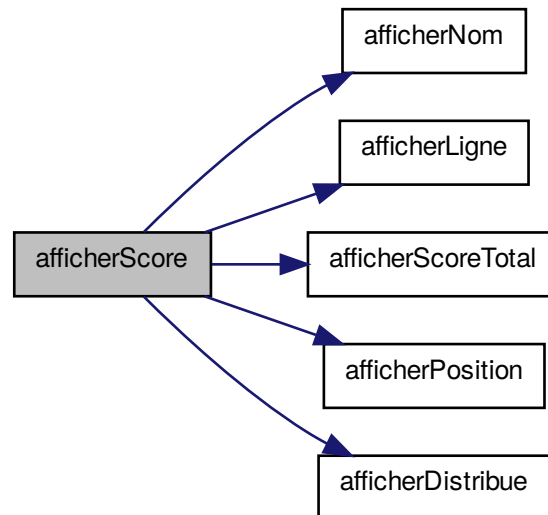 afficherNom
afficherLigne
afficherScore
afficherScoreTotal
afficherPosition
afficherDistribue